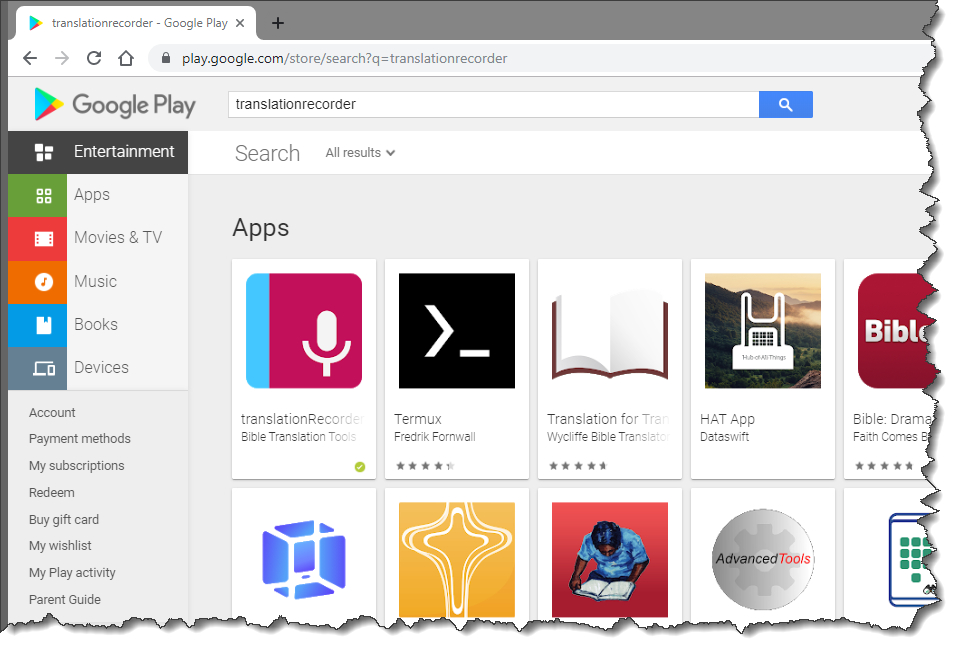 translationrecorder - Google Play
play.google.com/store/search?q=translationrecorder
Google Play
translationrecorder
Entertainment
Search
All results
Apps
Movies & TV
Music
Books
Devices
Account
Payment methods
My subscriptions
Redeem
Buy gift card
My wishlist
My Play activity
Parent Guide
Apps
translationRecorder
Bible Translation Tools
Termux
Fredrik Fornwall
Translation for Tran
Wycliffe Bible Translato
Hub-of-All-Things
HAT App
Dataswift
Bible
Bible: Drama
Faith Comes B
AdvancedTools